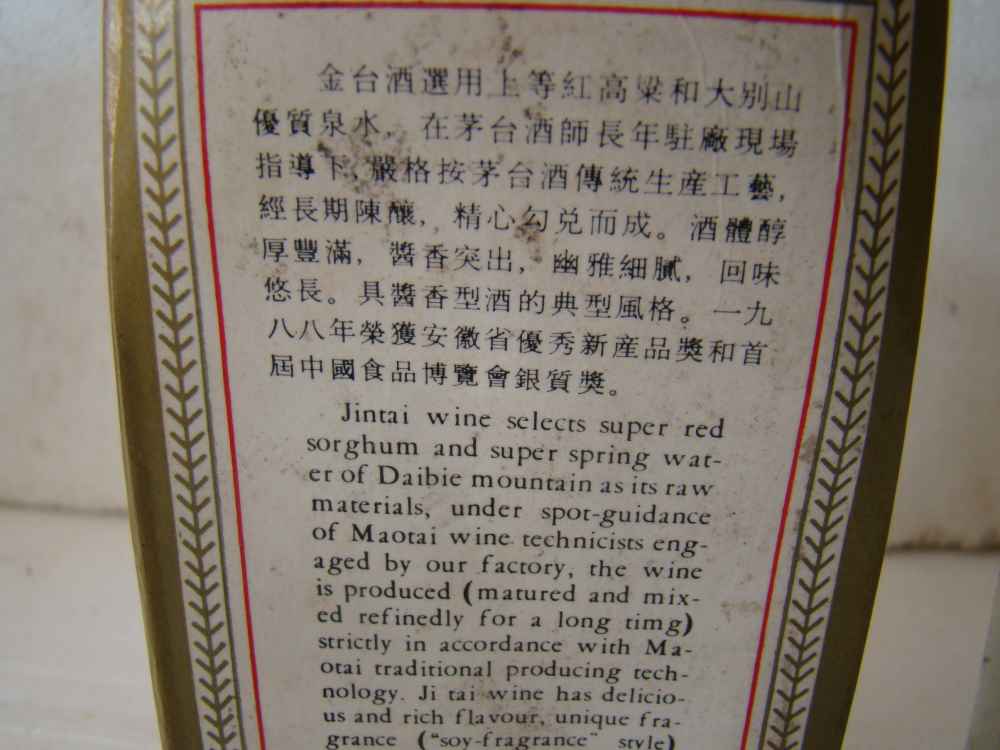 金台酒選用上等紅高粱和大别山
優質泉水，在茅台酒師長年駐廠現場
指導下，嚴格按茅台酒傳統生産工藝，
經長期陳釀，精心勾兑而成。酒體醇
厚豐滿，醬香突出，幽雅細膩，回味
悠長。具醬香型酒的典型風格。一九
八八年榮獲安徽省優秀新産品獎和首
屆中國食品博覽會銀質獎。
Jintai wine selects super red
sorghum and super spring wat-
er of Daibie mountain as its raw
materials, under spot-guidance
of Maotai wine technicists eng-
aged by our factory, the wine
is produced (matured and mix-
ed refinedly for a long timg)
strictly in accordance with Ma-
otai traditional producing tech-
nology. Ji tai wine has delicio-
us and rich flavour, unique fra-
grance ("soy-fragrance" style)